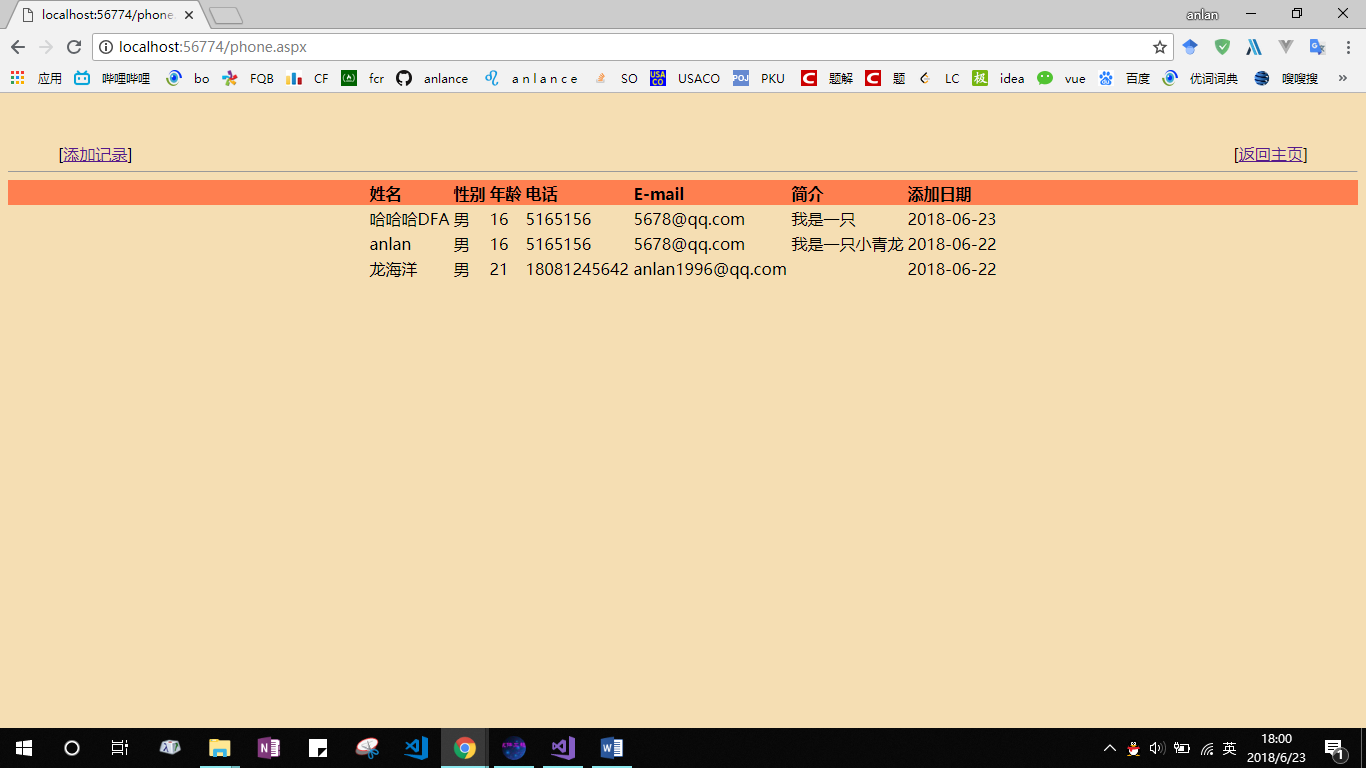 localhost:56774/phone.
anlan
localhost:56774/phone.aspx
应用 哔哩哔哩 bo FQB CF fcr anlance a n l a n c e SO USACO PKU 题解 题 LC idea vue 百度 优词词典 嗖嗖搜 »
[添加记录] [返回主页]
姓名 性别 年龄 电话 E-mail 简介 添加日期
哈哈哈DFA 男 16 5165156 5678@qq.com 我是一只 2018-06-23
anlan 男 16 5165156 5678@qq.com 我是一只小青龙 2018-06-22
龙海洋 男 21 18081245642 anlan1996@qq.com 2018-06-22
英 18:00
2018/6/23 1